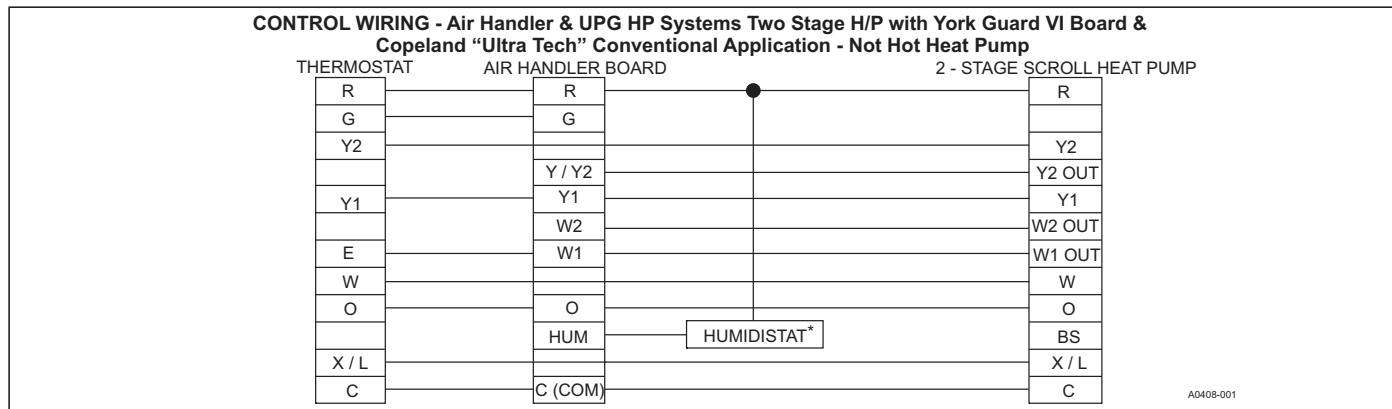 CONTROL WIRING - Air Handler & UPG HP Systems Two Stage H/P with York Guard VI Board &
Copeland “Ultra Tech” Conventional Application - Not Hot Heat Pump
THERMOSTAT AIR HANDLER BOARD 2 - STAGE SCROLL HEAT PUMP
R R R
G G
Y2 Y2
Y / Y2 Y2 OUT
Y1 Y1 Y1
W2 W2 OUT
E W1 W1 OUT
W W
O O O
HUM HUMIDISTAT* BS
X / L X / L
C C (COM) C
A0408-001